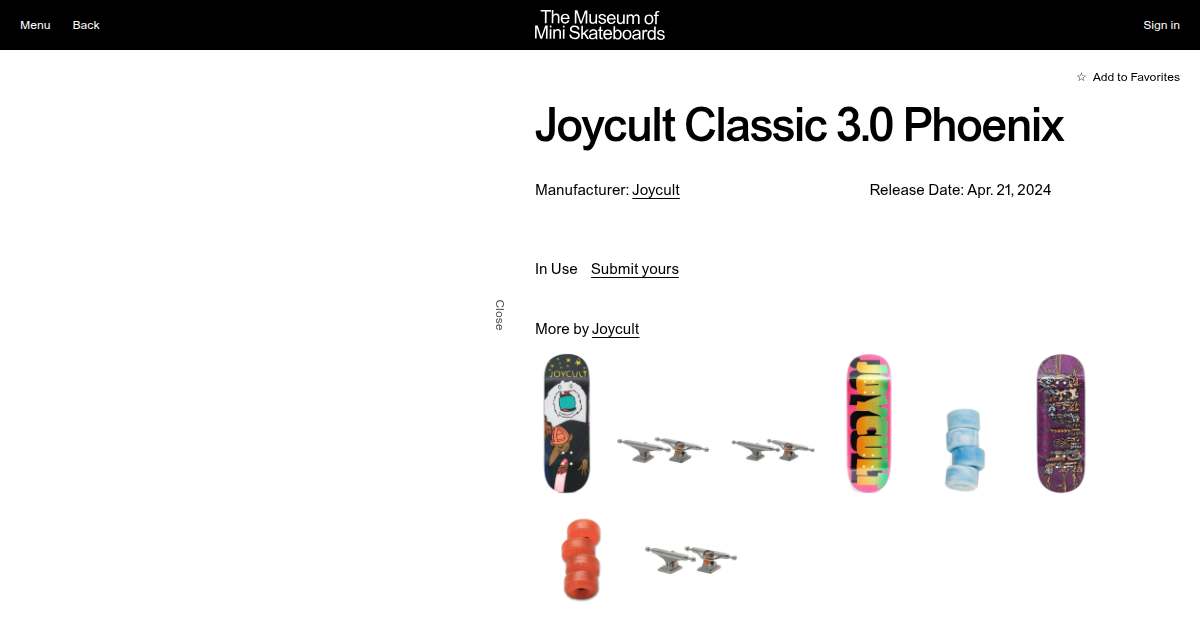 Menu
Back
The Museum of
Mini Skateboards
Sign in
☆ Add to Favorites
Joycult Classic 3.0 Phoenix
Manufacturer: Joycult
Release Date: Apr. 21, 2024
In Use Submit yours
Close
More by Joycult
JOYCULT
JOYCULT